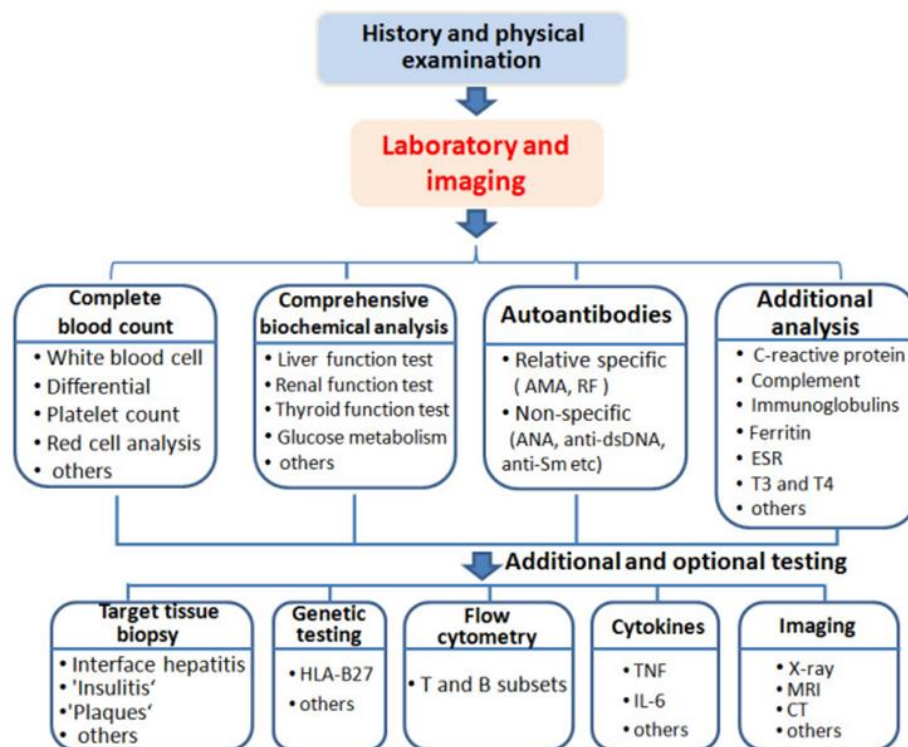 History and physical
examination
Laboratory and
imaging
Complete
blood count
• White blood cell
• Differential
• Platelet count
• Red cell analysis
• others
Comprehensive
biochemical analysis
• Liver function test
• Renal function test
• Thyroid function test
• Glucose metabolism
• others
Autoantibodies
• Relative specific
( AMA, RF )
• Non-specific
(ANA, anti-dsDNA,
anti-Sm etc)
Additional
analysis
• C-reactive protein
• Complement
• Immunoglobulins
• Ferritin
• ESR
• T3 and T4
• others
Additional and optional testing
Target tissue
biopsy
• Interface hepatitis
• 'Insulitis‘
• 'Plaques‘
• others
Genetic
testing
• HLA-B27
• others
Flow
cytometry
• T and B subsets
Cytokines
• TNF
• IL-6
• others
Imaging
• X-ray
• MRI
• CT
• others